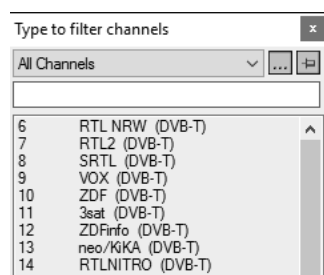 Type to filter channels x
All Channels ...
6 RTL NRW (DVB-T)
7 RTL2 (DVB-T)
8 SRTL (DVB-T)
9 VOX (DVB-T)
10 ZDF (DVB-T)
11 3sat (DVB-T)
12 ZDFinfo (DVB-T)
13 neo/KiKA (DVB-T)
14 RTLNITRO (DVB-T)